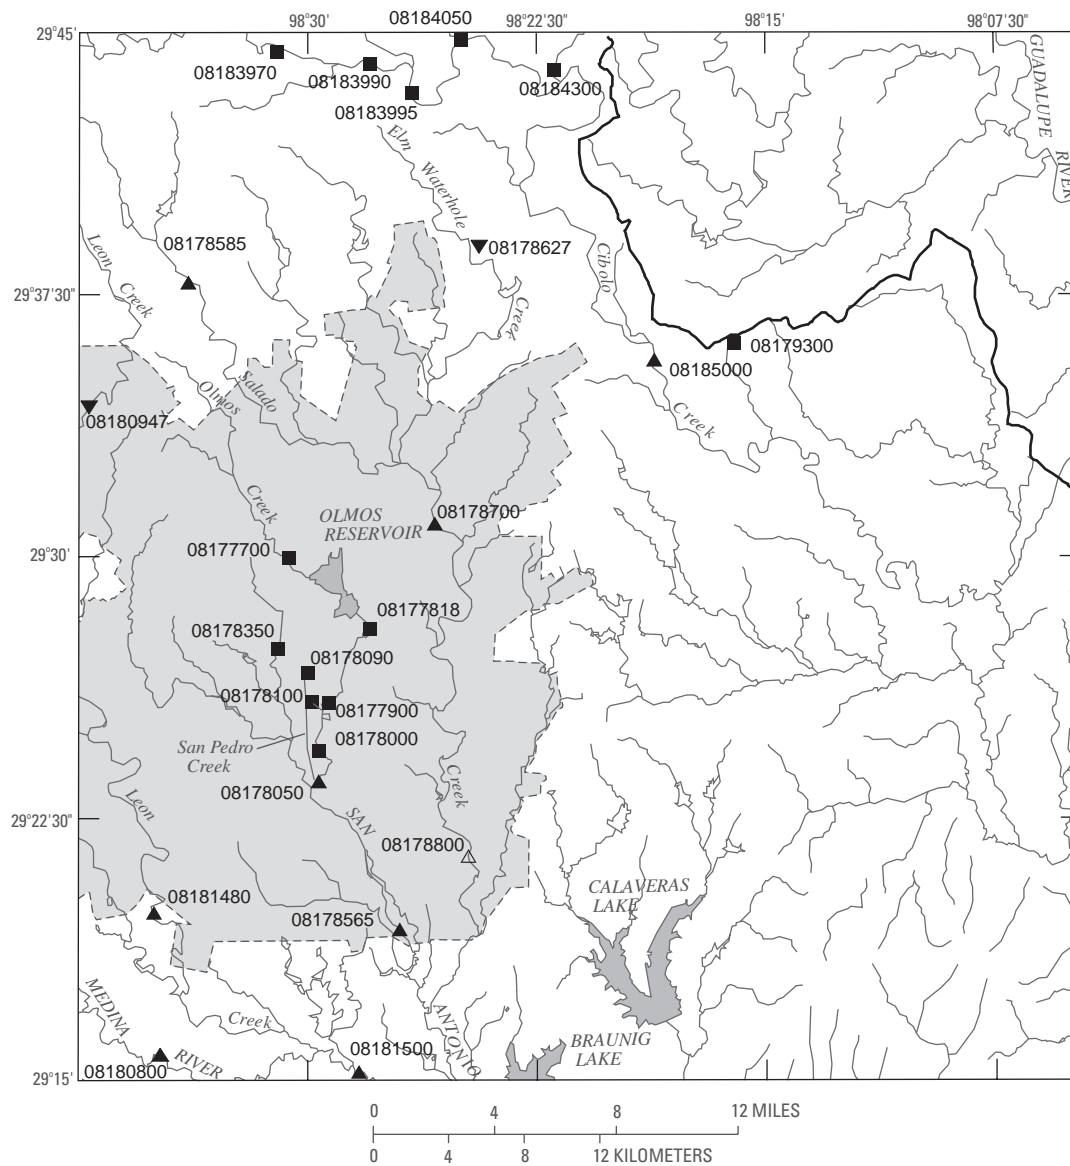 98°30' 08184050 98°22'30" 98°15' 98°07'30"
29°45'
08183970
08183990
08183995
08184300
GUADALUPE
RIVER
Elm
Waterhole
Creek
08178585
08178627
Leon
Creek
Cibolo
Creek
29°37'30"
08179300
08185000
Olmos
Salado
08180947
Creek
OLMOS
RESERVOIR
08178700
29°30'
08177700
08177818
08178350
08178090
08178100
08177900
San Pedro
Creek
08178000
08178050
Creek
Leon
SAN
29°22'30"
08178800
CALAVERAS
LAKE
08181480
08178565
MEDINA
RIVER
Creek
ANTONIO
08181500
BRAUNIG
LAKE
08180800
29°15'
0 4 8 12 MILES
0 4 8 12 KILOMETERS